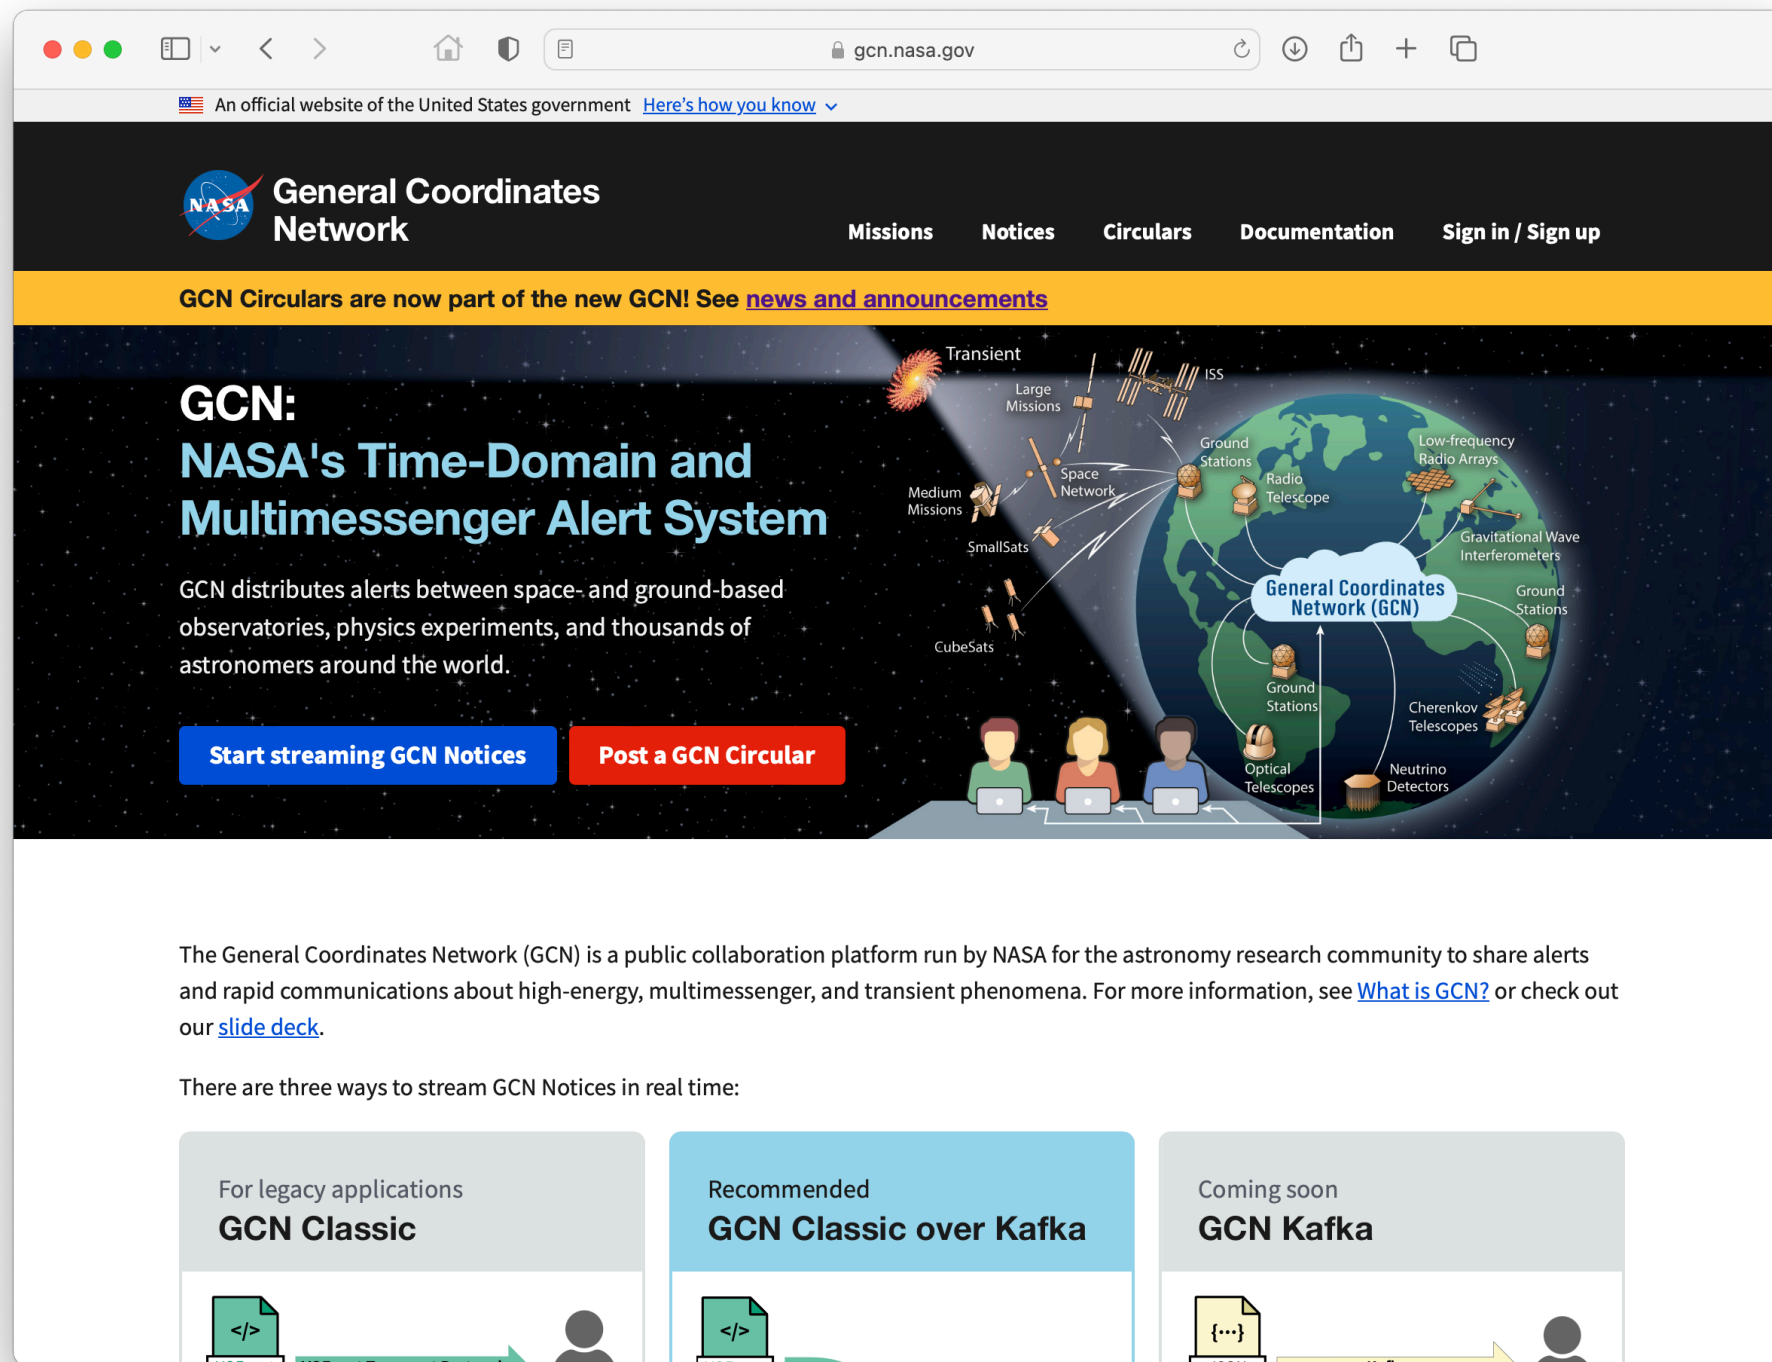 gcn.nasa.gov
An official website of the United States government Here's how you know
NASA
General Coordinates
Network
Missions Notices Circulars Documentation Sign in / Sign up
GCN Circulars are now part of the new GCN! See news and announcements
GCN:
NASA's Time-Domain and
Multimessenger Alert System
GCN distributes alerts between space- and ground-based
observatories, physics experiments, and thousands of
astronomers around the world.
Start streaming GCN Notices
Post a GCN Circular
Transient
Large
Missions
ISS
Ground
Stations
Low-frequency
Radio Arrays
Space
Network
Radio
Telescope
Medium
Missions
SmallSats
Gravitational Wave
Interferometers
General Coordinates
Network (GCN)
Ground
Stations
CubeSats
Ground
Stations
Cherenkov
Telescopes
Optical
Telescopes
Neutrino
Detectors
The General Coordinates Network (GCN) is a public collaboration platform run by NASA for the astronomy research community to share alerts
and rapid communications about high-energy, multimessenger, and transient phenomena. For more information, see What is GCN? or check out
our slide deck.
There are three ways to stream GCN Notices in real time:
For legacy applications
GCN Classic
Recommended
GCN Classic over Kafka
Coming soon
GCN Kafka
</>
</>
{···}